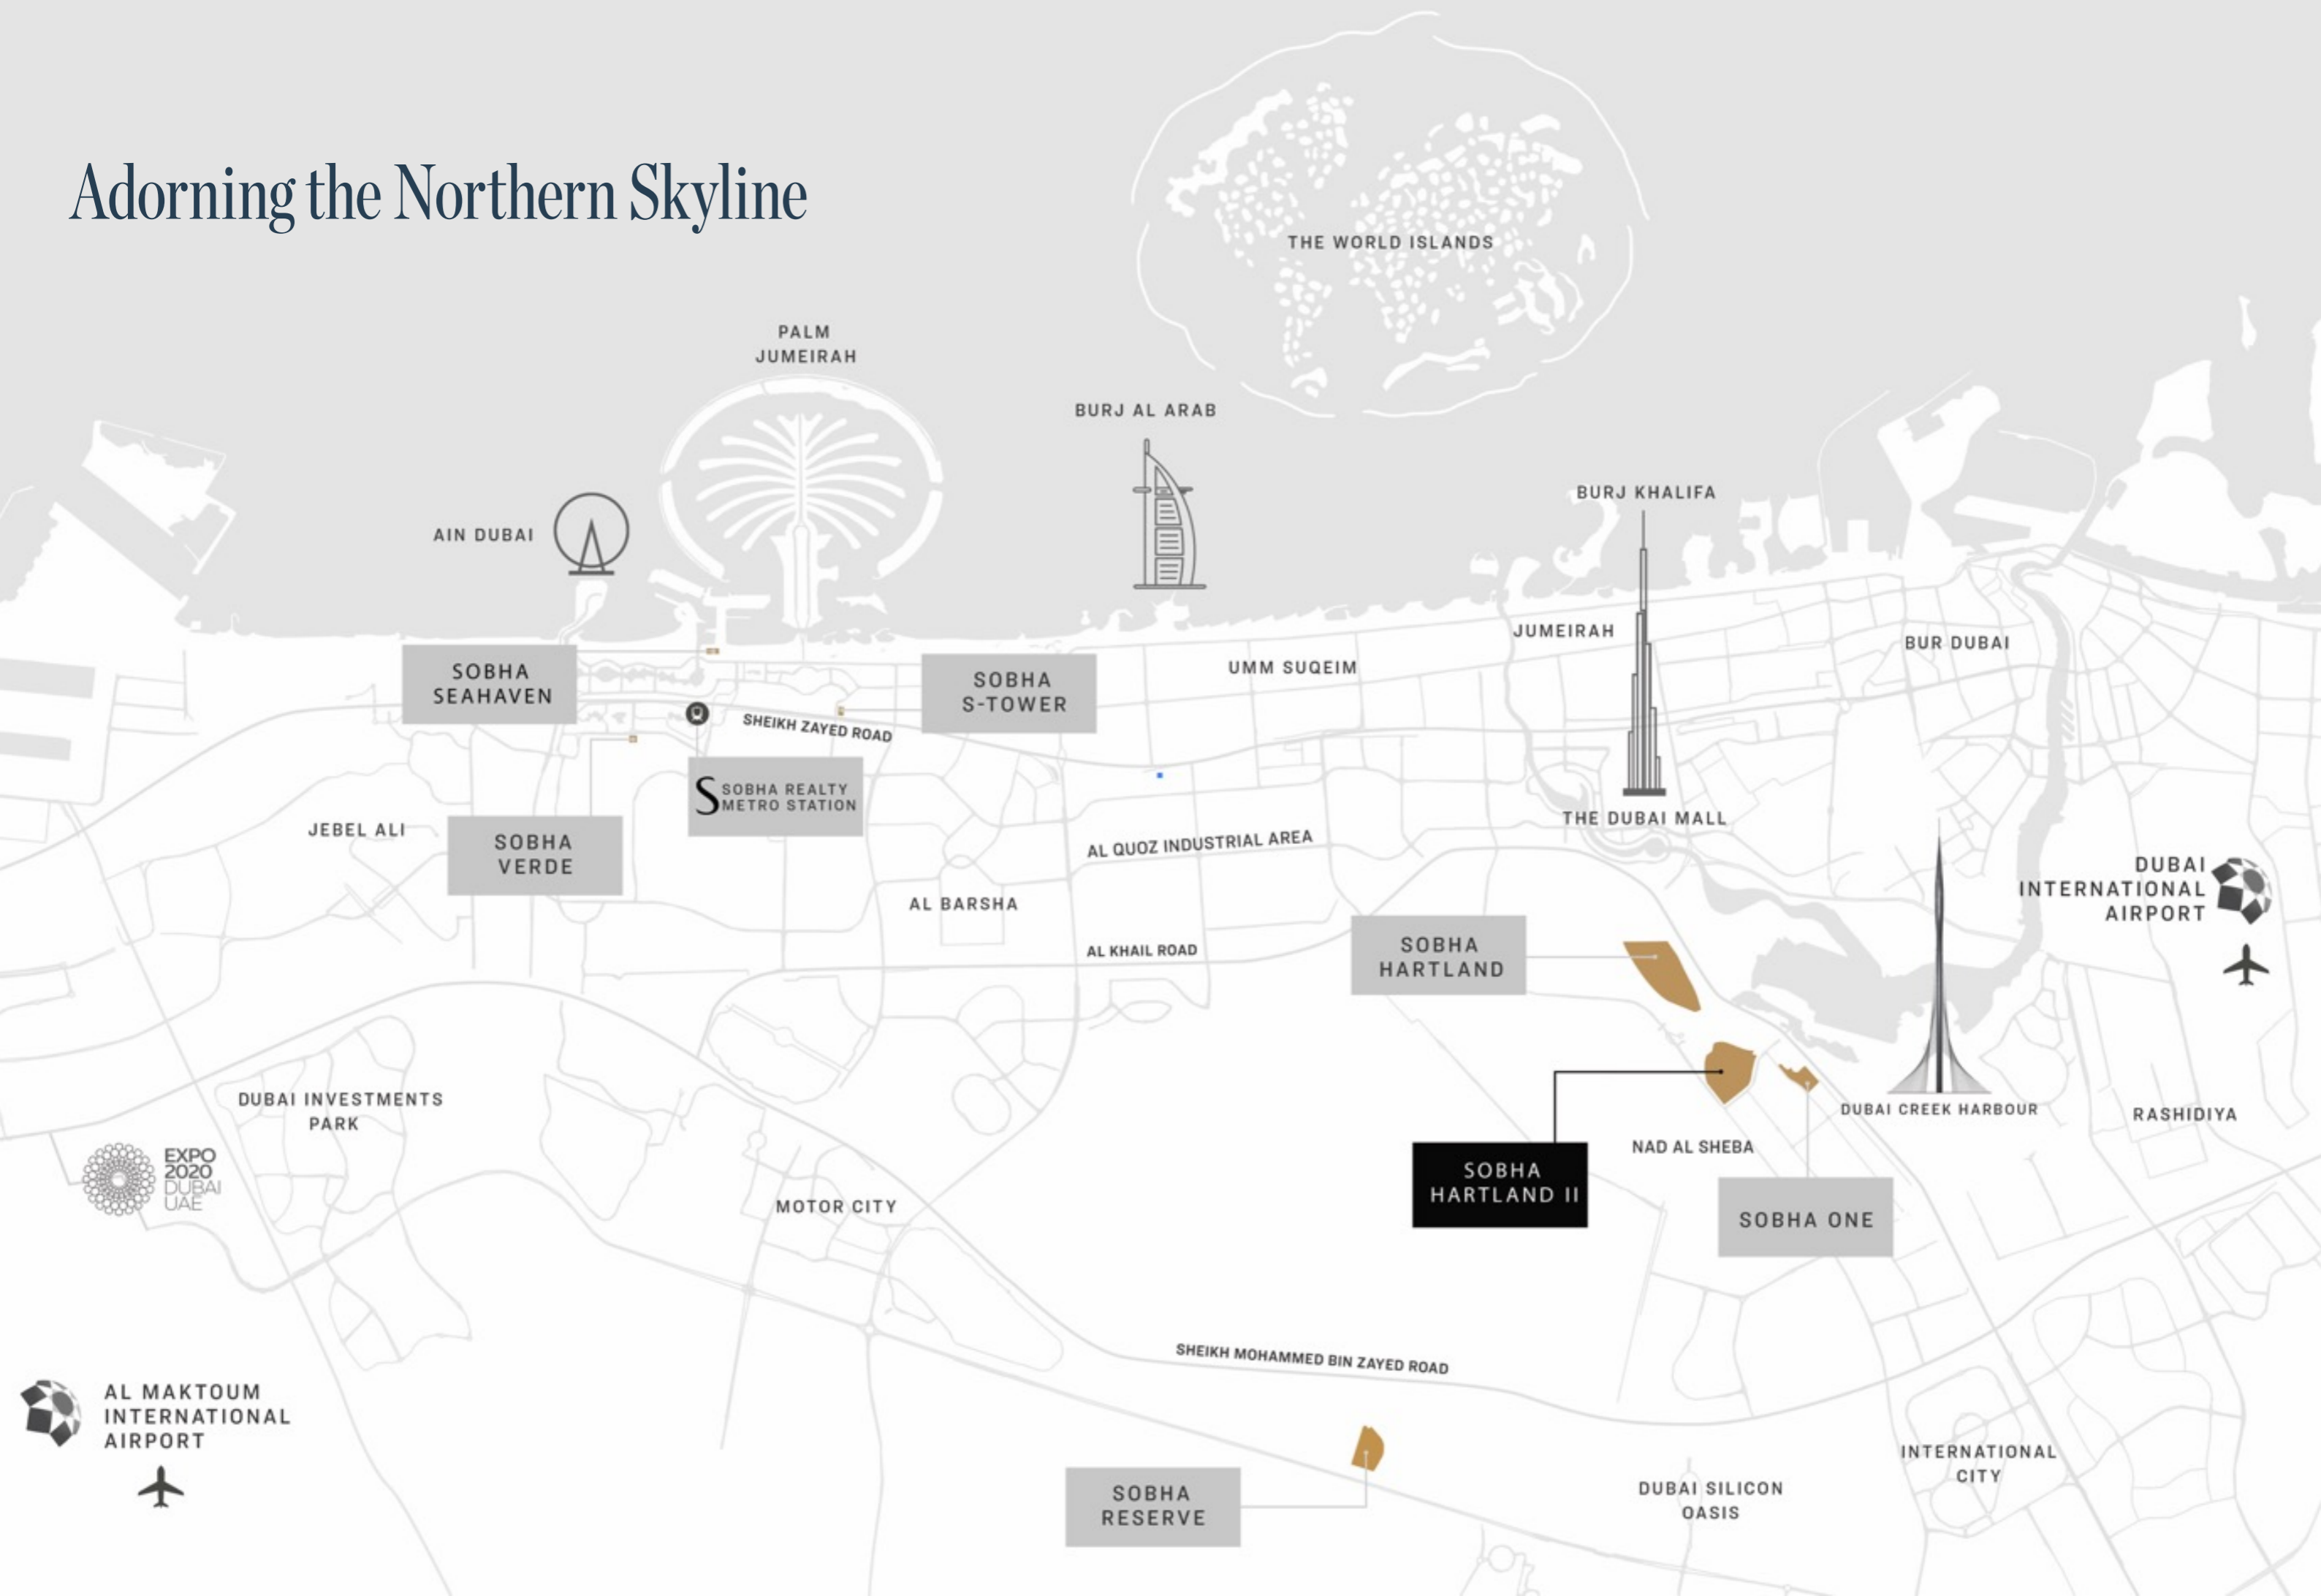 Adorning the Northern Skyline
THE WORLD ISLANDS
PALM
JUMEIRAH
BURJ AL ARAB
BURJ KHALIFA
AIN DUBAI
JUMEIRAH
BUR DUBAI
SOBHA
SEAHAVEN
SOBHA
S-TOWER
UMM SUQEIM
SHEIKH ZAYED ROAD
S SOBHA REALTY
METRO STATION
JEBEL ALI
SOBHA
VERDE
THE DUBAI MALL
AL QUOZ INDUSTRIAL AREA
DUBAI
INTERNATIONAL
AIRPORT
AL BARSHA
AL KHAIL ROAD
SOBHA
HARTLAND
DUBAI INVESTMENTS
PARK
DUBAI CREEK HARBOUR
RASHIDIYA
EXPO
2020
DUBAI
UAE
NAD AL SHEBA
SOBHA
HARTLAND II
MOTOR CITY
SOBHA ONE
SHEIKH MOHAMMED BIN ZAYED ROAD
AL MAKTOUM
INTERNATIONAL
AIRPORT
SOBHA
RESERVE
DUBAI SILICON
OASIS
INTERNATIONAL
CITY